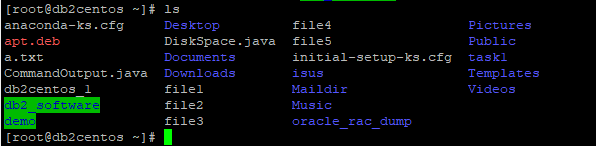 [root@db2centos ~]# ls
anaconda-ks.cfg Desktop file4 Pictures
apt.deb DiskSpace.java file5 Public
a.txt Documents initial-setup-ks.cfg task1
CommandOutput.java Downloads isus Templates
db2centos_1 file1 Maildir Videos
db2_software file2 Music
demo file3 oracle_rac_dump
[root@db2centos ~]#